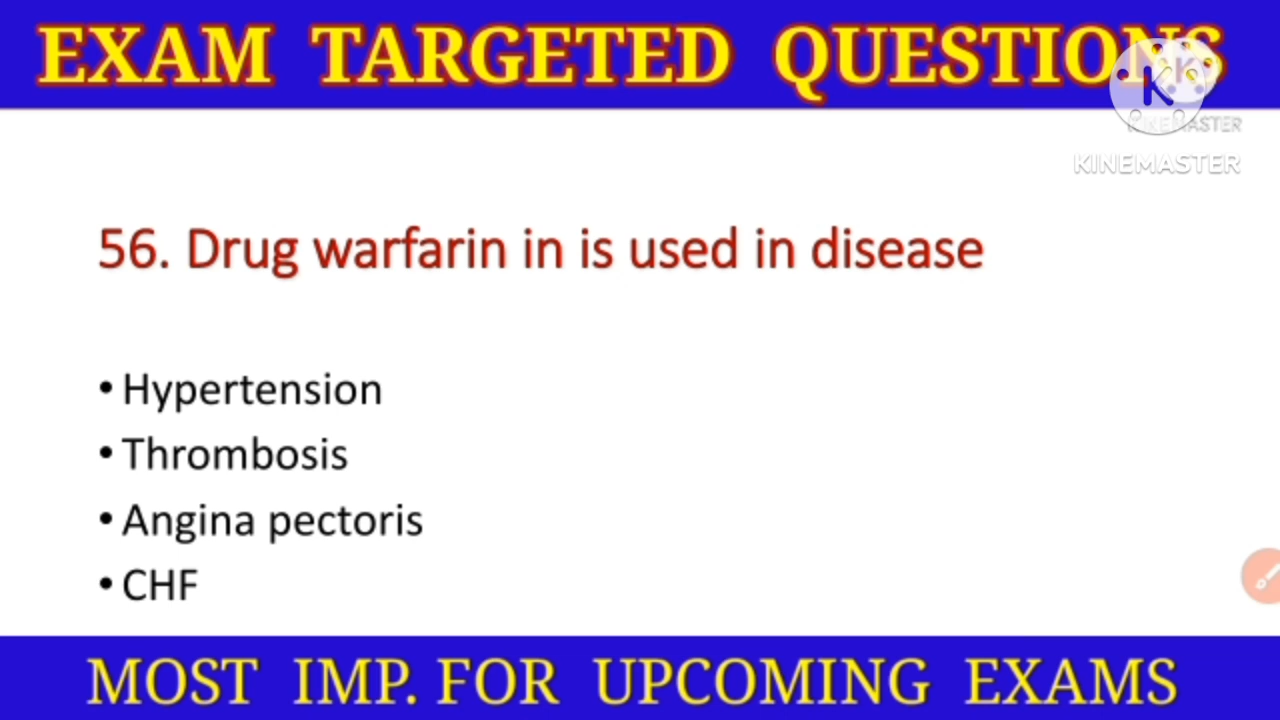 EXAM TARGETED QUESTIONS
KINEMASTER
KINEMASTER
56. Drug warfarin in is used in disease
• Hypertension
• Thrombosis
• Angina pectoris
• CHF
MOST IMP. FOR UPCOMING EXAMS